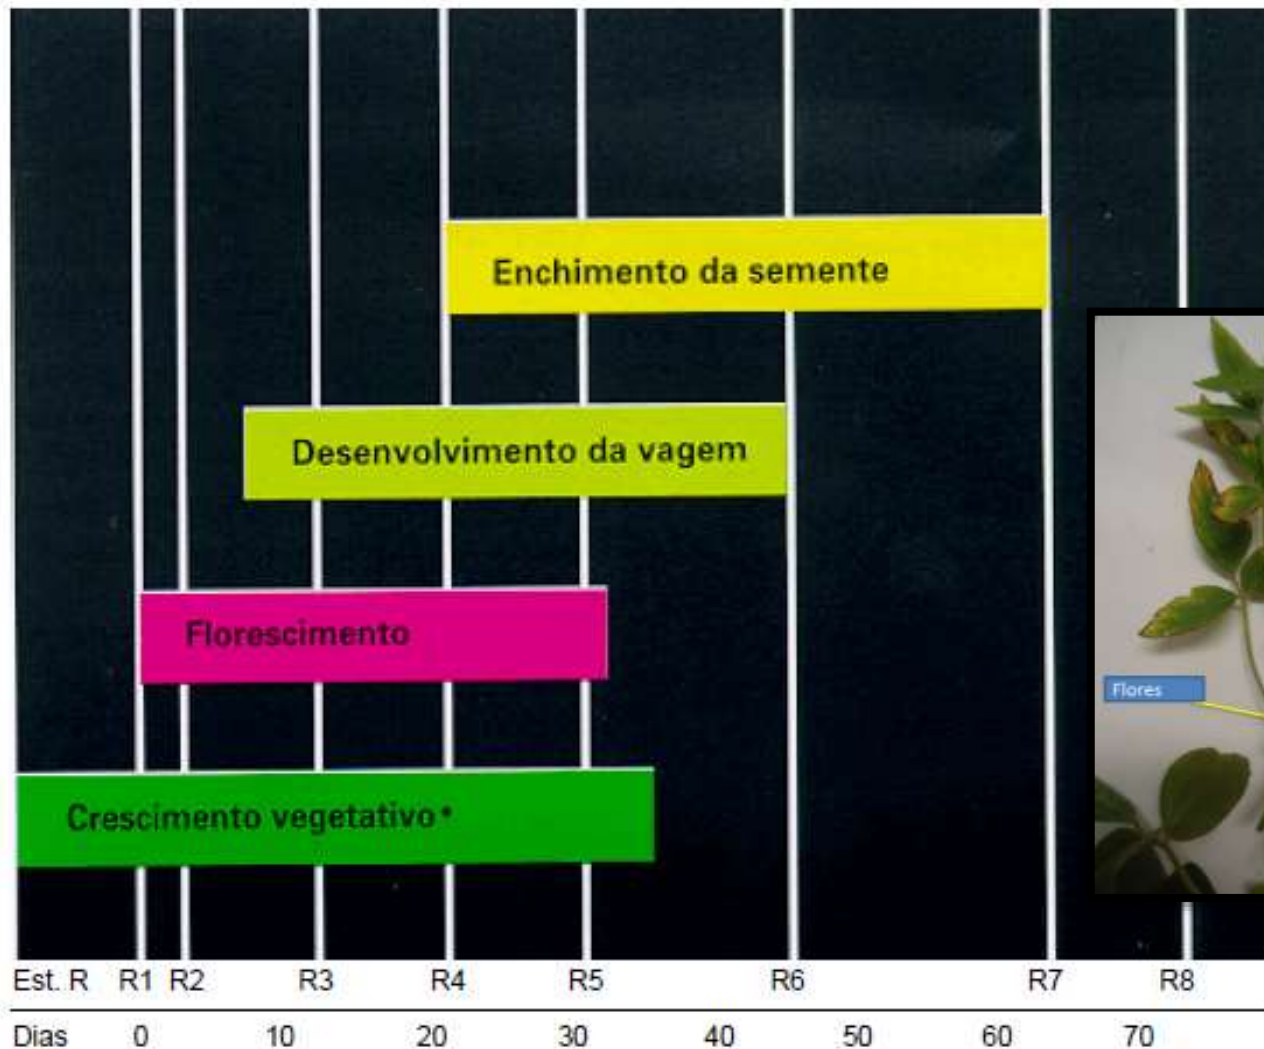 Enchimento da semente
Desenvolvimento da vagem
Florescimento
Flores
Crescimento vegetativo*
Est. R R1 R2 R3 R4 R5 R6 R7 R8
Dias 0 10 20 30 40 50 60 70